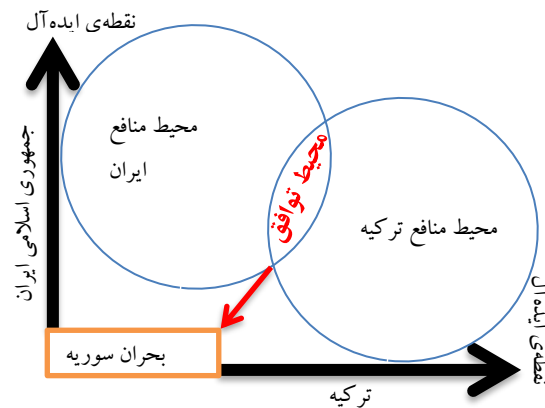 نقطه‌ی ایده‌آل
جمهوری اسلامی ایران
محیط منافع
ایران
محیط توافق
محیط منافع ترکیه
نقطه‌ی ایده‌آل
بحران سوریه
ترکیه